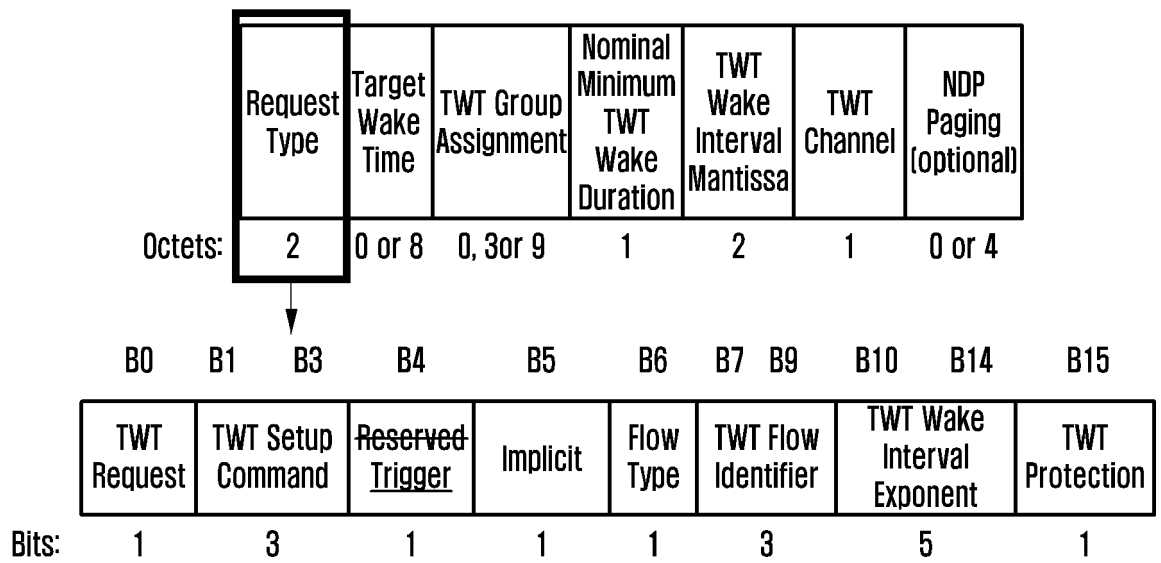 Request Type
Target Wake Time
TWT Group Assignment
Nominal Minimum TWT Wake Duration
TWT Wake Interval Mantissa
TWT Channel
NDP Paging (optional)
Octets: 2 0 or 8 0, 3or 9 1 2 1 0 or 4
B0 B1 B3 B4 B5 B6 B7 B9 B10 B14 B15
TWT Request
TWT Setup Command
Reserved Trigger
Implicit
Flow Type
TWT Flow Identifier
TWT Wake Interval Exponent
TWT Protection
Bits: 1 3 1 1 1 3 5 1